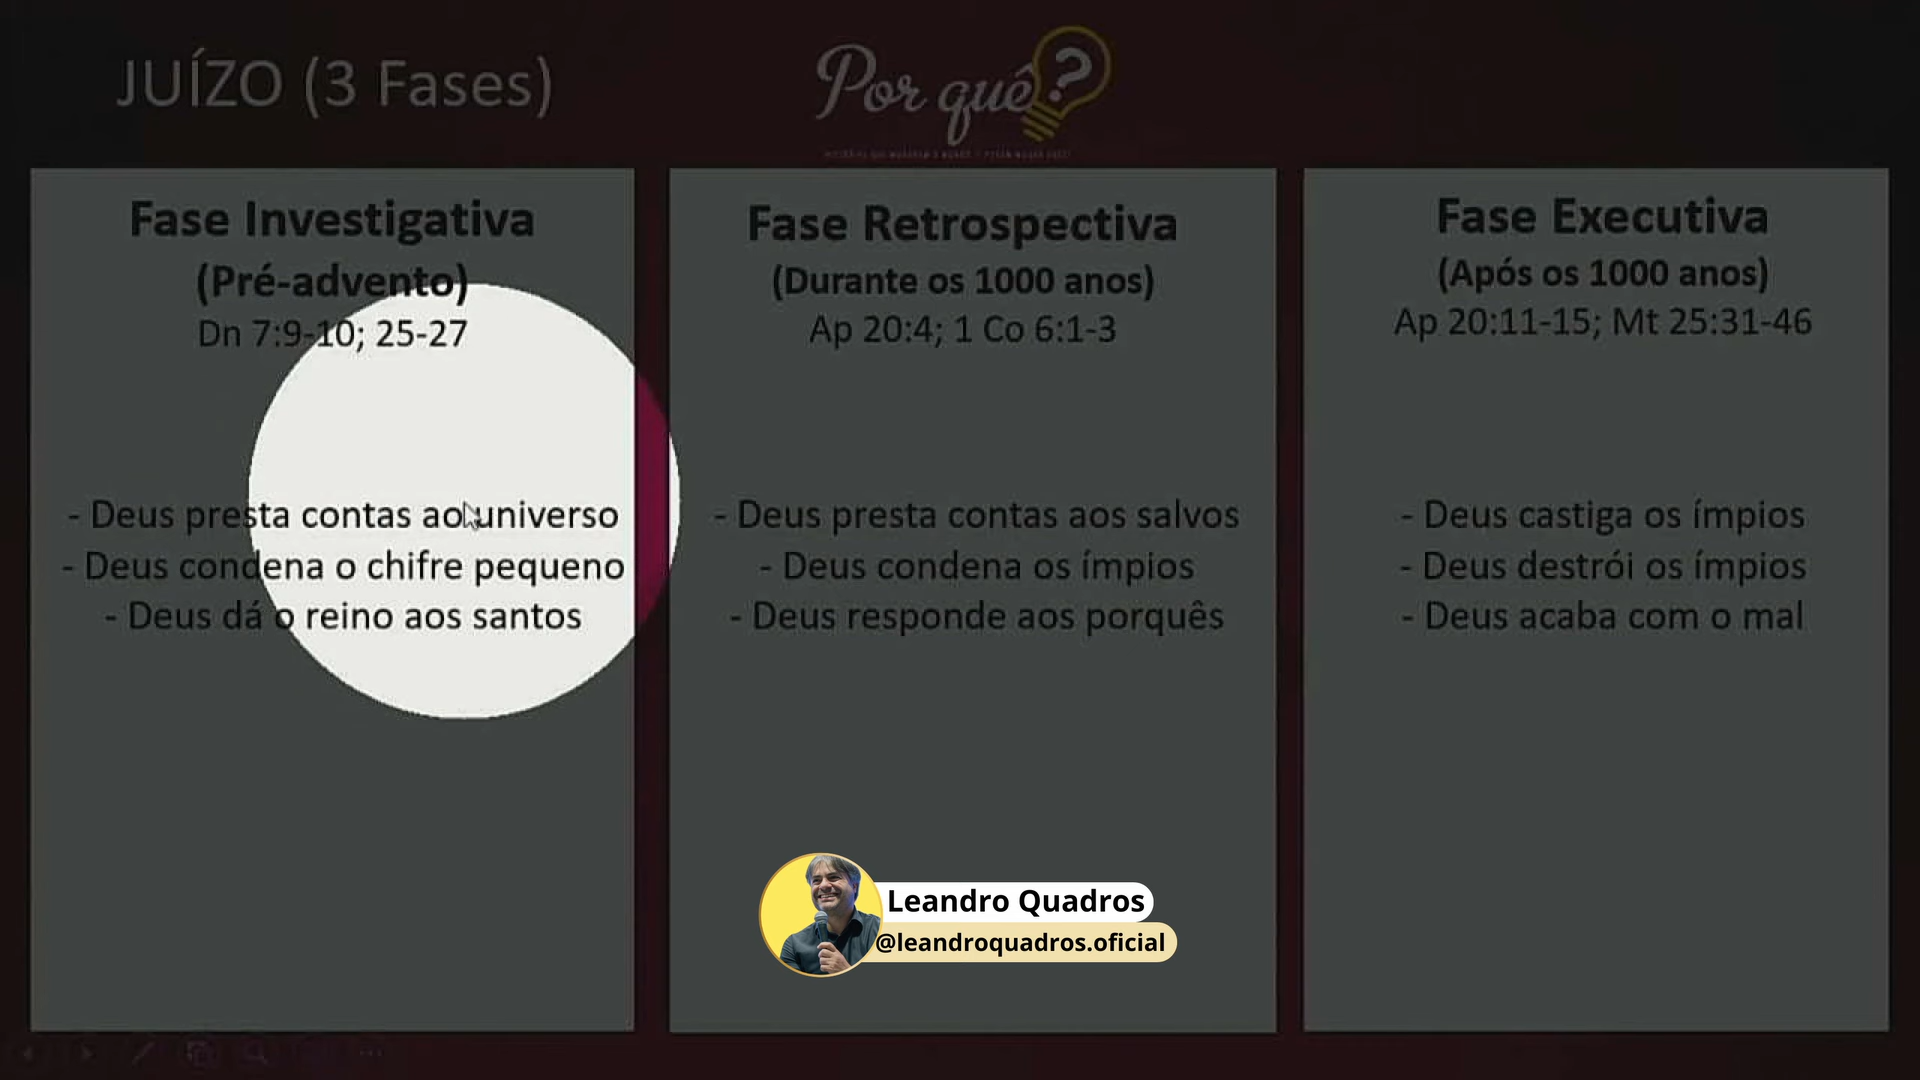 JUÍZO (3 Fases)
Por quê?
Fase Investigativa
(Pré-advento)
Dn 7:9-10; 25-27
- Deus presta contas ao universo
- Deus condena o chifre pequeno
- Deus dá o reino aos santos
Fase Retrospectiva
(Durante os 1000 anos)
Ap 20:4; 1 Co 6:1-3
- Deus presta contas aos salvos
- Deus condena os ímpios
- Deus responde aos porquês
Fase Executiva
(Após os 1000 anos)
Ap 20:11-15; Mt 25:31-46
- Deus castiga os ímpios
- Deus destrói os ímpios
- Deus acaba com o mal
Leandro Quadros
@leandroquadros.oficial